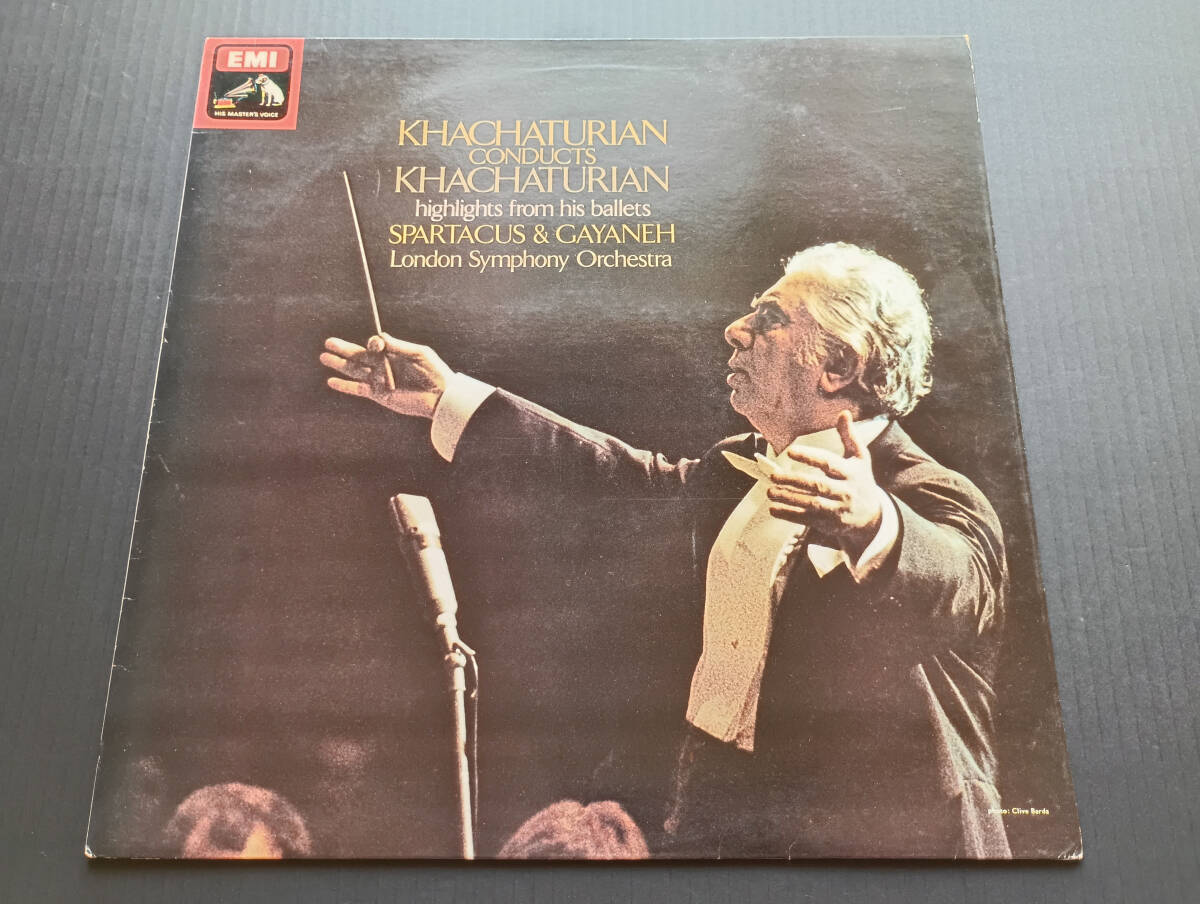 EMI
HIS MASTER'S VOICE
KHACHATURIAN
CONDUCTS
KHACHATURIAN
highlights from his ballets
SPARTACUS & GAYANEH
London Symphony Orchestra
photo: Clive Barda